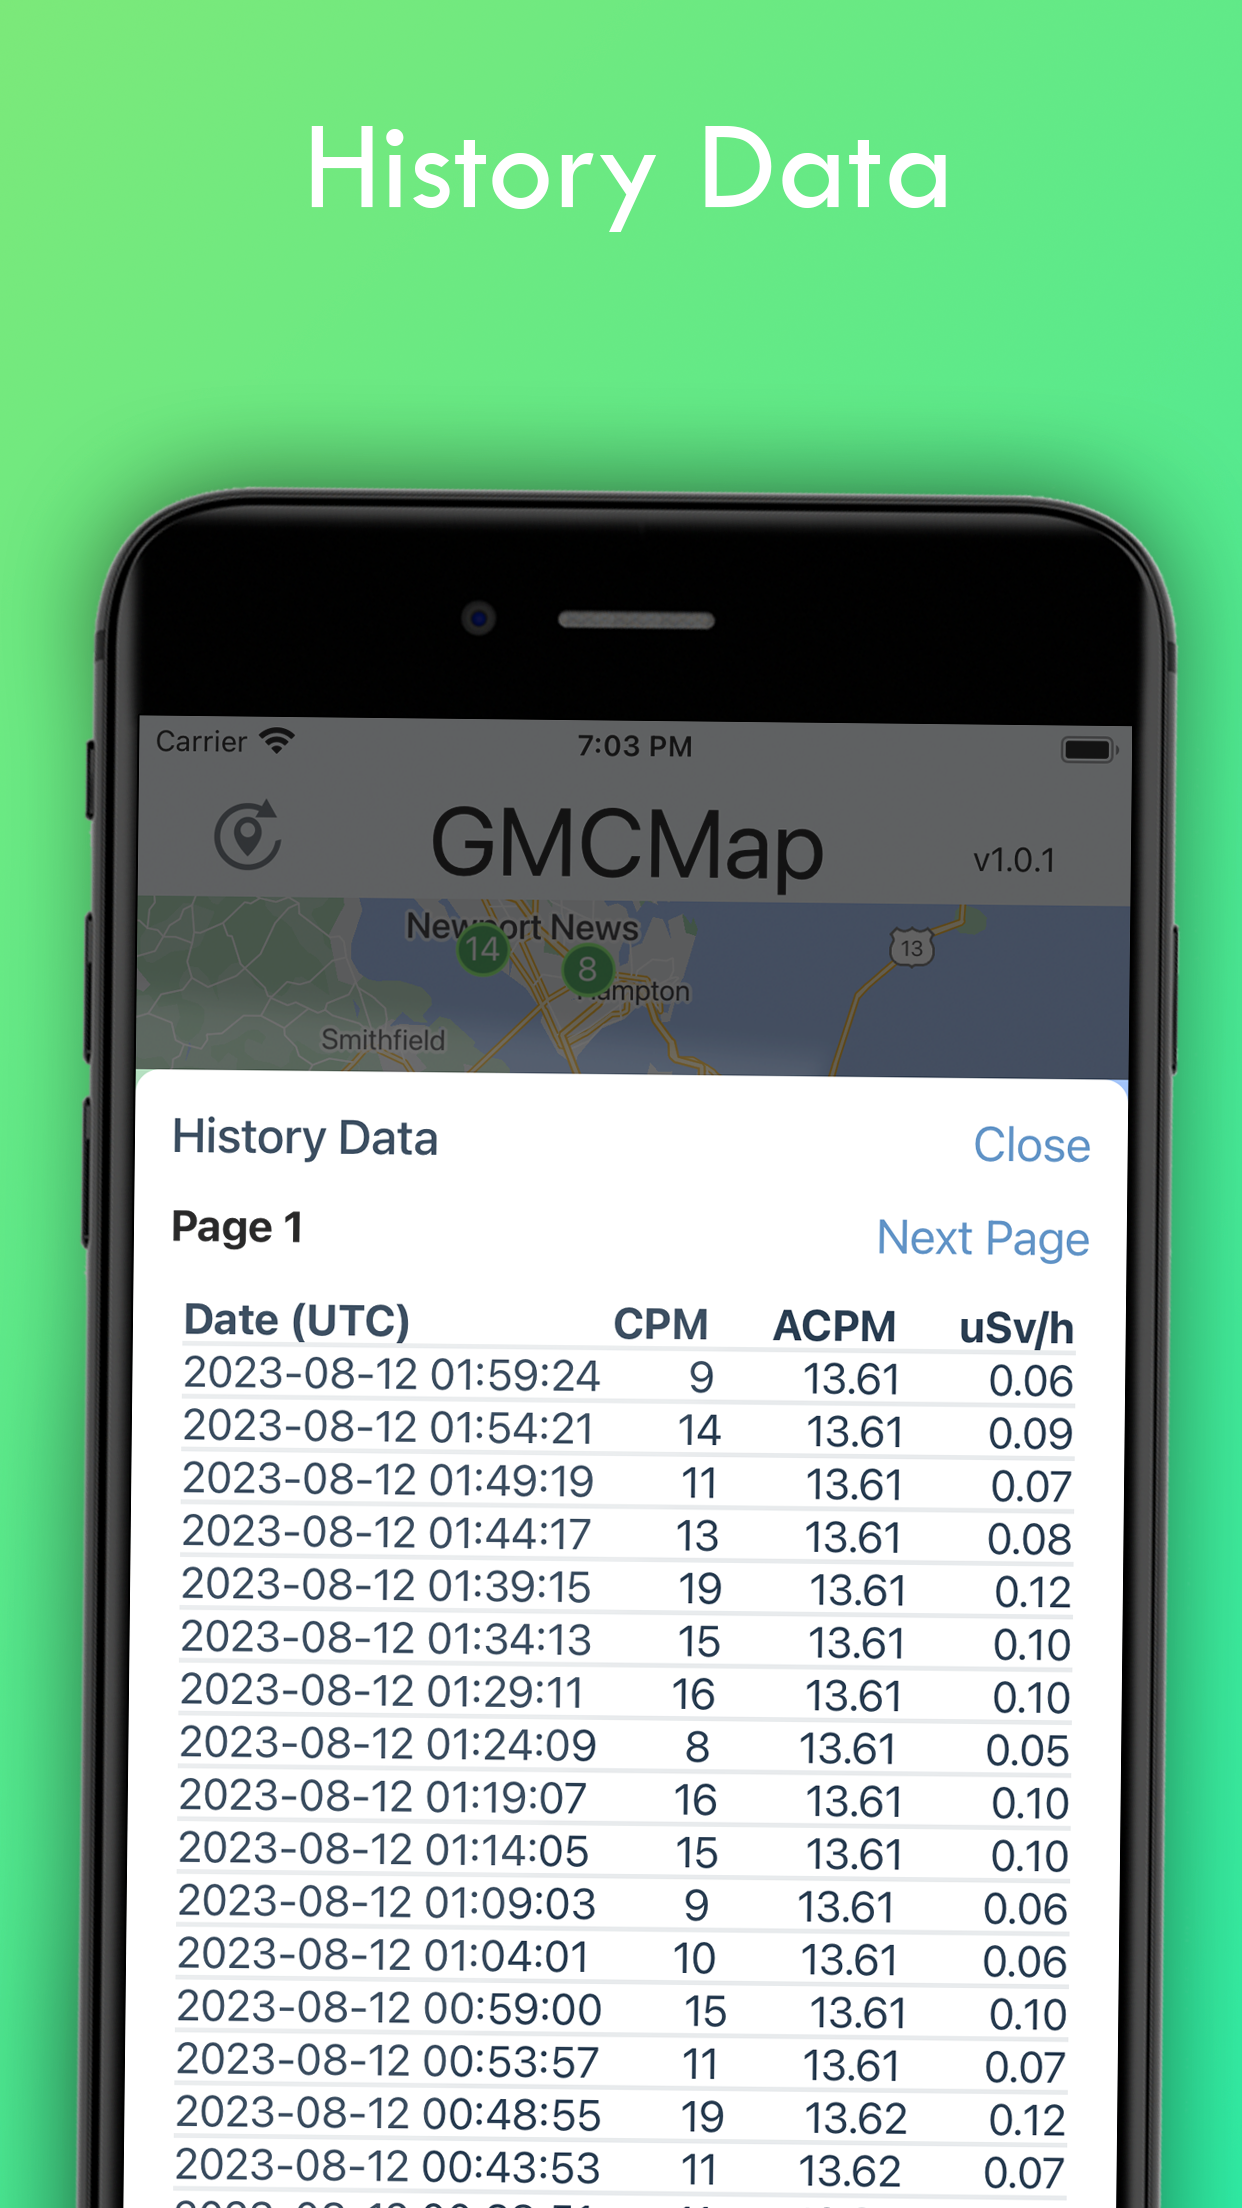 History Data
Carrier 7:03 PM
GMCMap v1.0.1
Newport News
14
8
13
Hampton
Smithfield
History Data Close
Page 1 Next Page
Date (UTC) CPM ACPM uSv/h
2023-08-12 01:59:24 9 13.61 0.06
2023-08-12 01:54:21 14 13.61 0.09
2023-08-12 01:49:19 11 13.61 0.07
2023-08-12 01:44:17 13 13.61 0.08
2023-08-12 01:39:15 19 13.61 0.12
2023-08-12 01:34:13 15 13.61 0.10
2023-08-12 01:29:11 16 13.61 0.10
2023-08-12 01:24:09 8 13.61 0.05
2023-08-12 01:19:07 16 13.61 0.10
2023-08-12 01:14:05 15 13.61 0.10
2023-08-12 01:09:03 9 13.61 0.06
2023-08-12 01:04:01 10 13.61 0.06
2023-08-12 00:59:00 15 13.61 0.10
2023-08-12 00:53:57 11 13.61 0.07
2023-08-12 00:48:55 19 13.62 0.12
2023-08-12 00:43:53 11 13.62 0.07